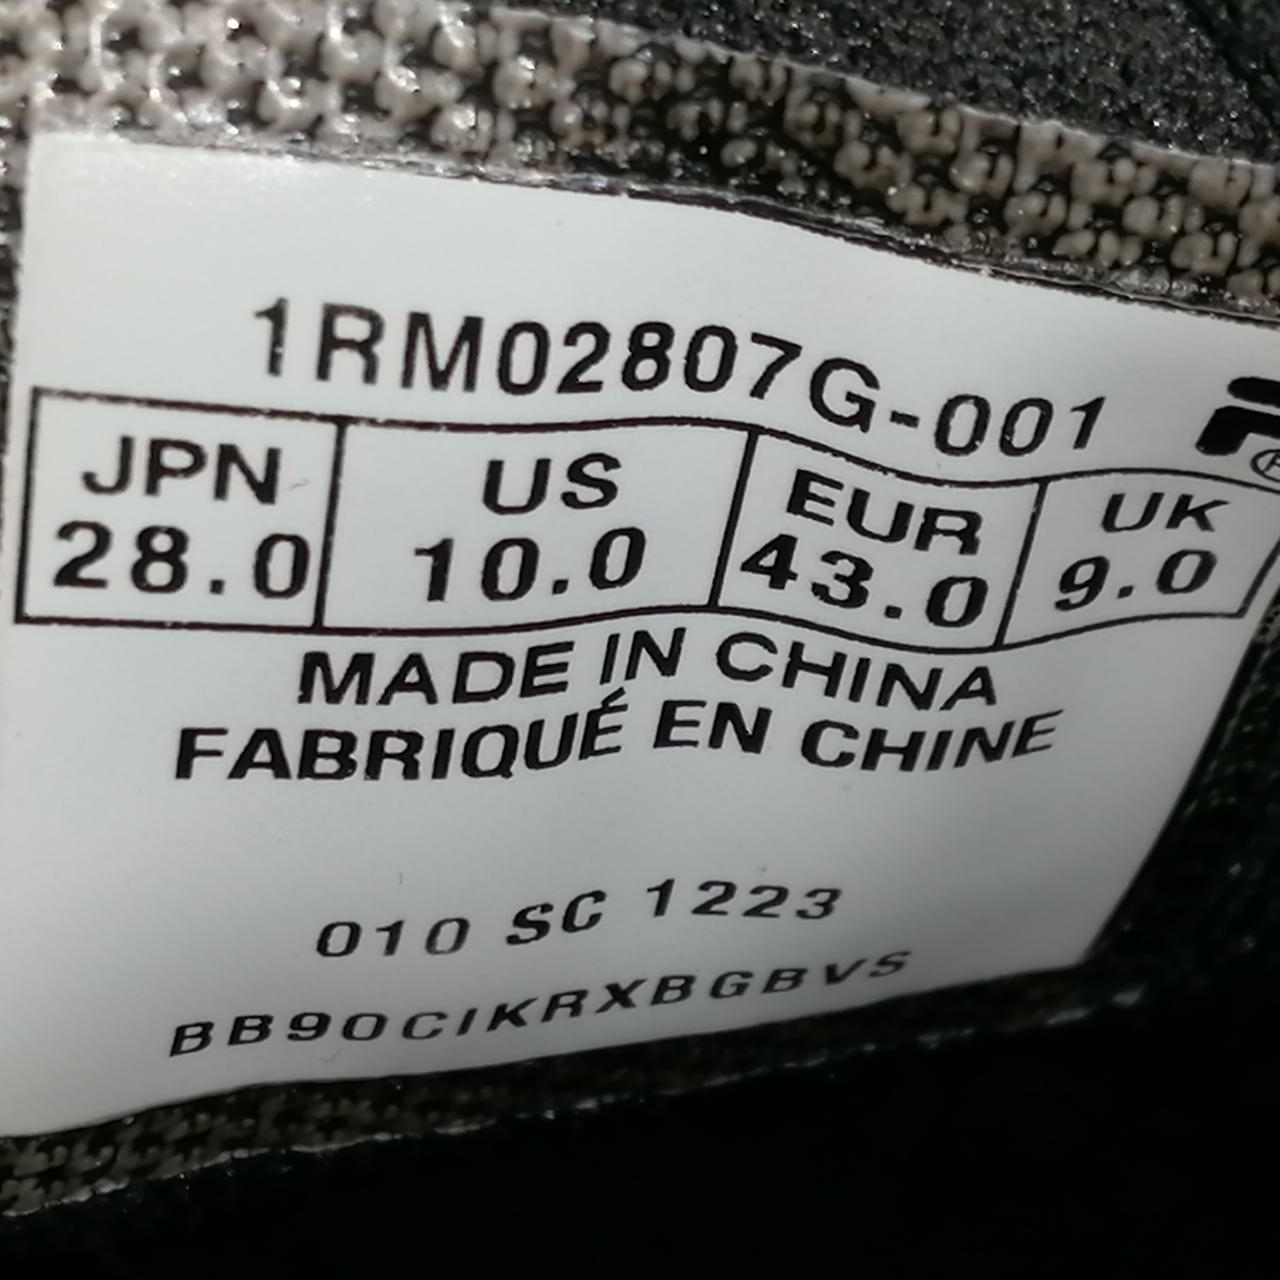 1RM02807G-001
JPN US EUR UK
28.0 10.0 43.0 9.0
MADE IN CHINA
FABRIQUÉ EN CHINE
010 SC 1223
BB90CIKRXBGBVS